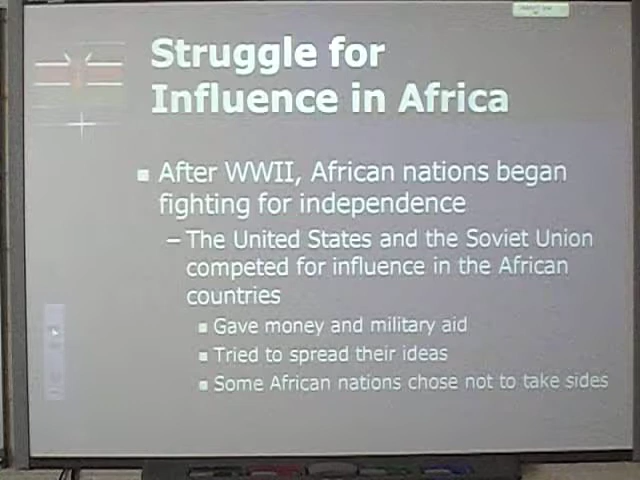 Struggle for
Influence in Africa
▪ After WWII, African nations began
fighting for independence
– The United States and the Soviet Union
competed for influence in the African
countries
▪ Gave money and military aid
▪ Tried to spread their ideas
▪ Some African nations chose not to take sides